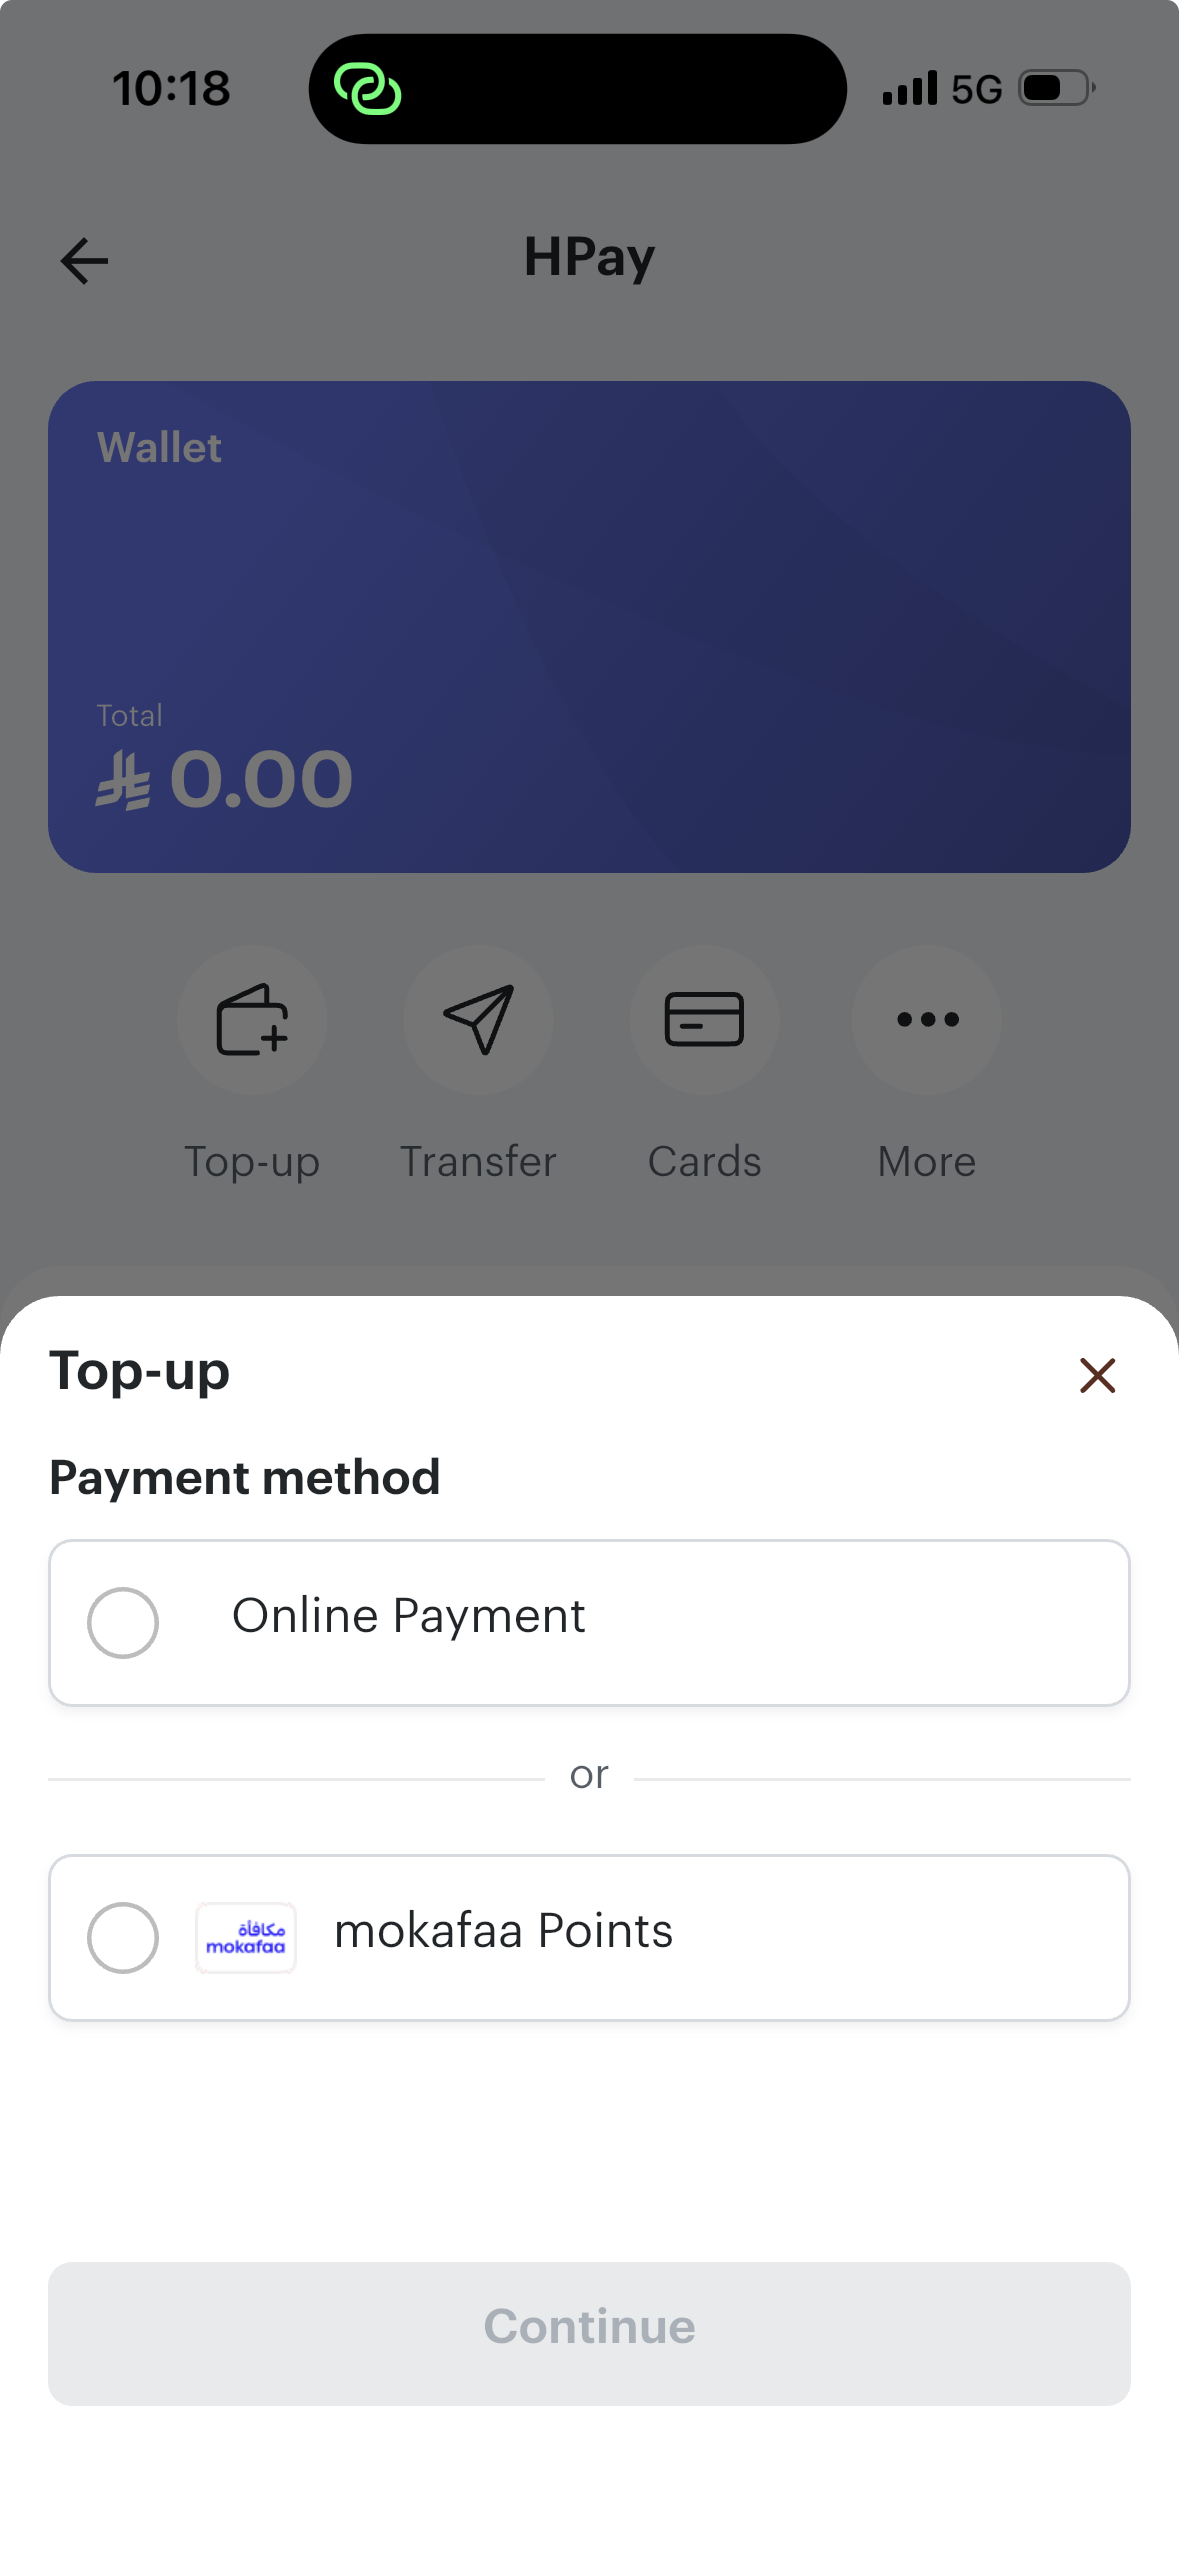 10:18
5G
HPay
Wallet
Total
⃁ 0.00
Top-up
Transfer
Cards
More
Top-up
Payment method
Online Payment
or
مكافأة
mokafaa
mokafaa Points
Continue